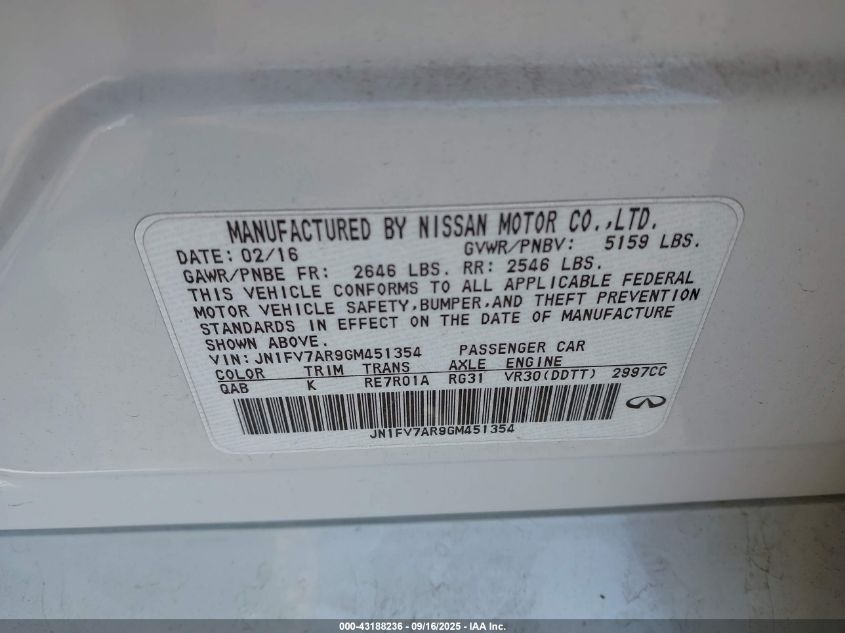 MANUFACTURED BY NISSAN MOTOR CO.,LTD.
DATE: 02/16 GVWR/PNBV: 5159 LBS.
GAWR/PNBE FR: 2646 LBS. RR: 2546 LBS.
THIS VEHICLE CONFORMS TO ALL APPLICABLE FEDERAL
MOTOR VEHICLE SAFETY,BUMPER,AND THEFT PREVENTION
STANDARDS IN EFFECT ON THE DATE OF MANUFACTURE
SHOWN ABOVE.
VIN: JN1FV7AR9GM451354 PASSENGER CAR
COLOR TRIM TRANS AXLE ENGINE
QAB K RE7R01A RG31 VR30(DDTT) 2997CC
JN1FV7AR9GM451354
000-43188236 - 09/16/2025 - IAA Inc.